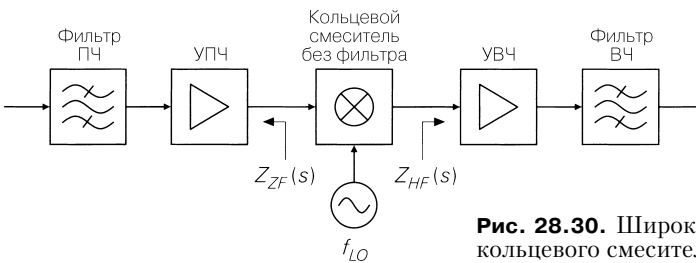 Фильтр ПЧ
УПЧ
Кольцевой смеситель без фильтра
УВЧ
Фильтр ВЧ
Z_ZF(s)
Z_HF(s)
f_LO
Рис. 28.30. Широк
кольцевого смесите